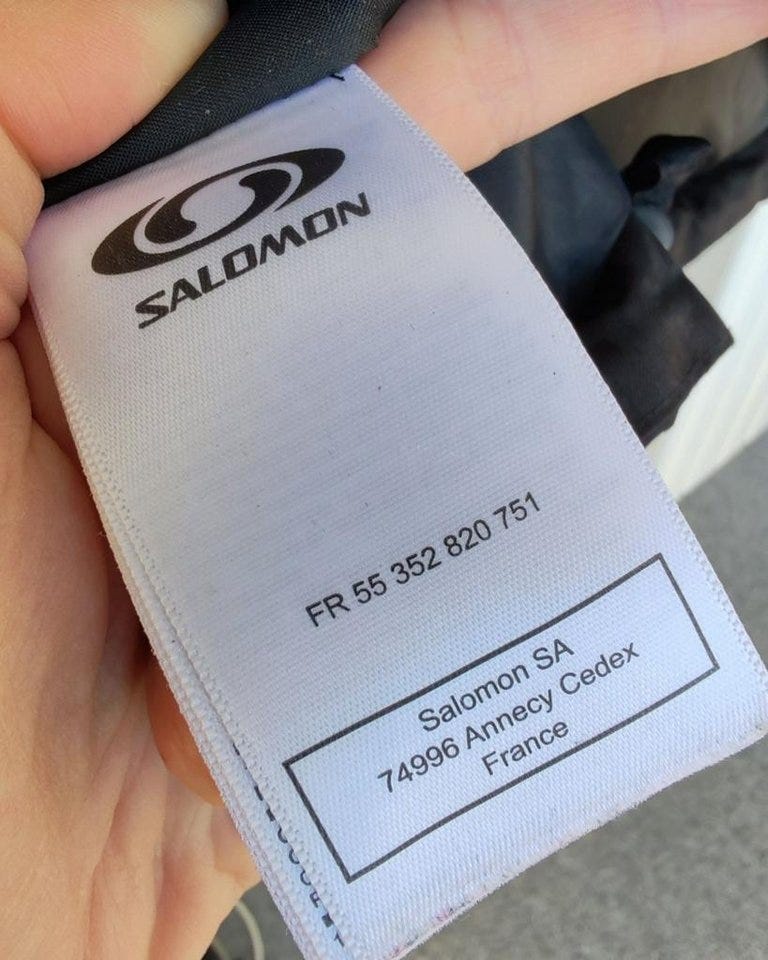 SALOMON
FR 55 352 820 751
Salomon SA
74996 Annecy Cedex
France